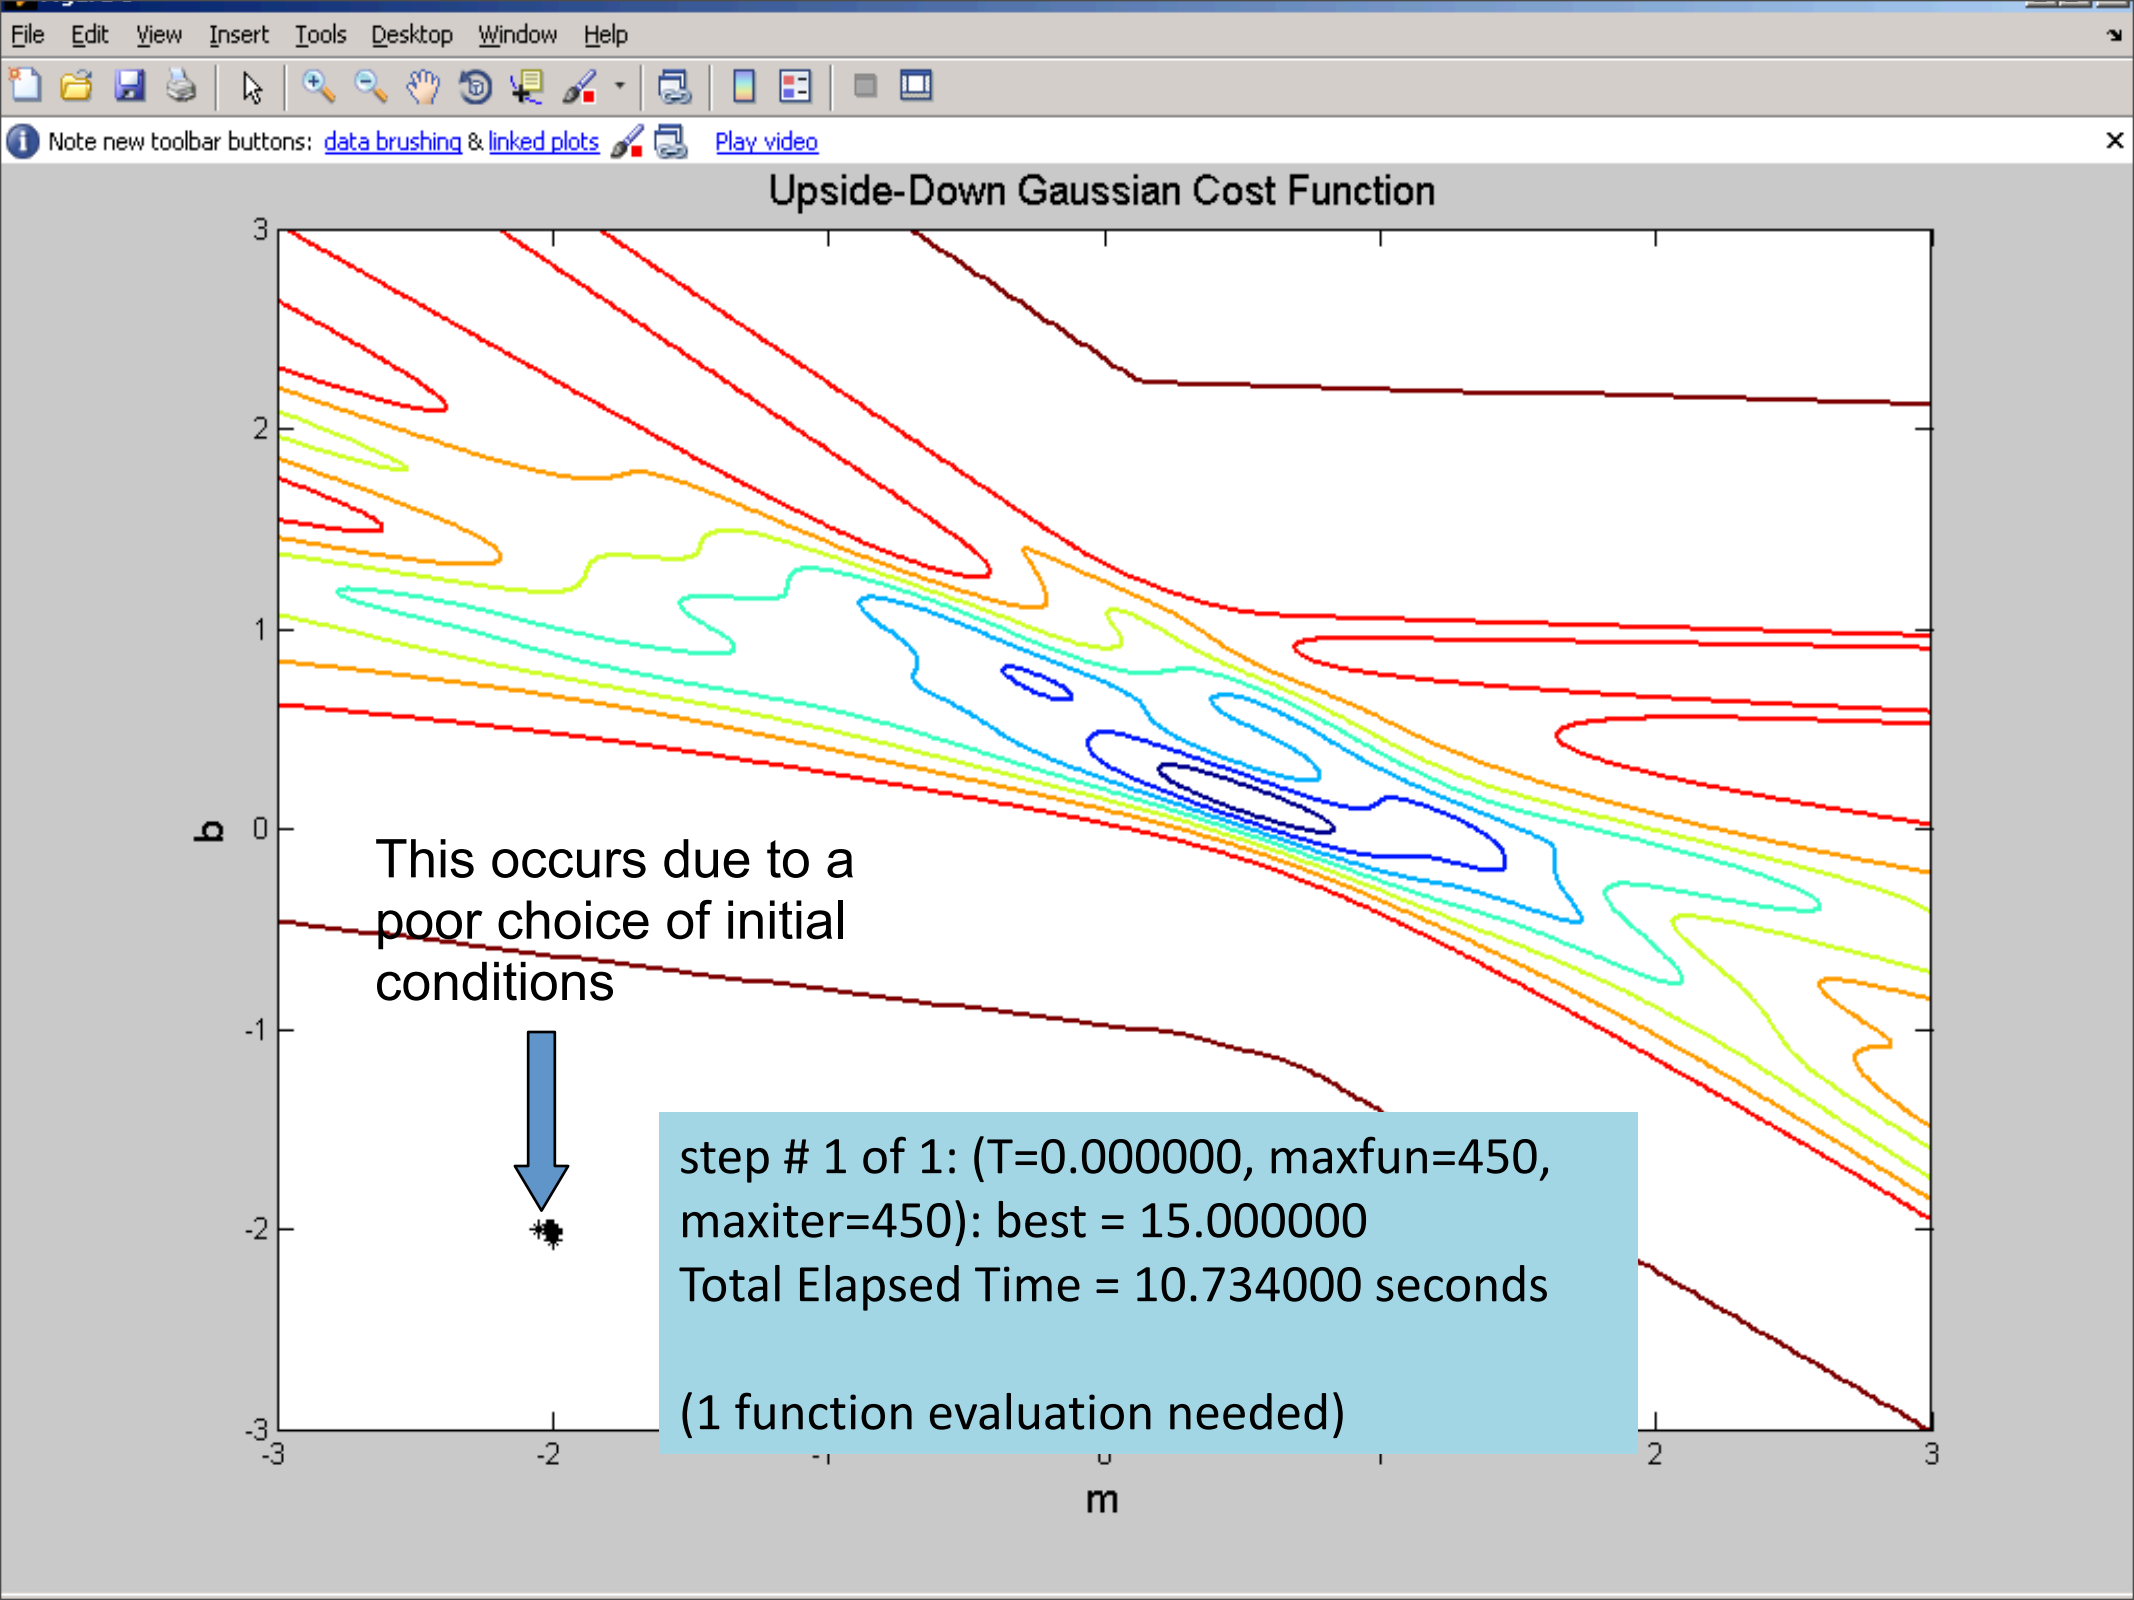 File Edit View Insert Tools Desktop Window Help
Note new toolbar buttons: data brushing & linked plots Play video
Upside-Down Gaussian Cost Function
3
2
1
0
-1
-2
-3
b
This occurs due to a
poor choice of initial
conditions
step # 1 of 1: (T=0.000000, maxfun=450,
maxiter=450): best = 15.000000
Total Elapsed Time = 10.734000 seconds
(1 function evaluation needed)
-3 -2 2 3
m